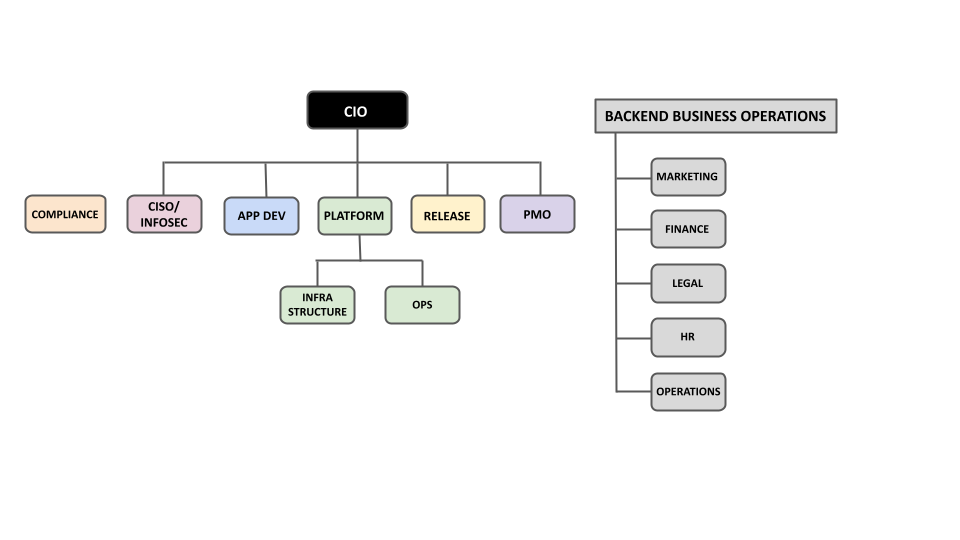 CIO
COMPLIANCE
CISO/
INFOSEC
APP DEV
PLATFORM
RELEASE
PMO
INFRA
STRUCTURE
OPS
BACKEND BUSINESS OPERATIONS
MARKETING
FINANCE
LEGAL
HR
OPERATIONS